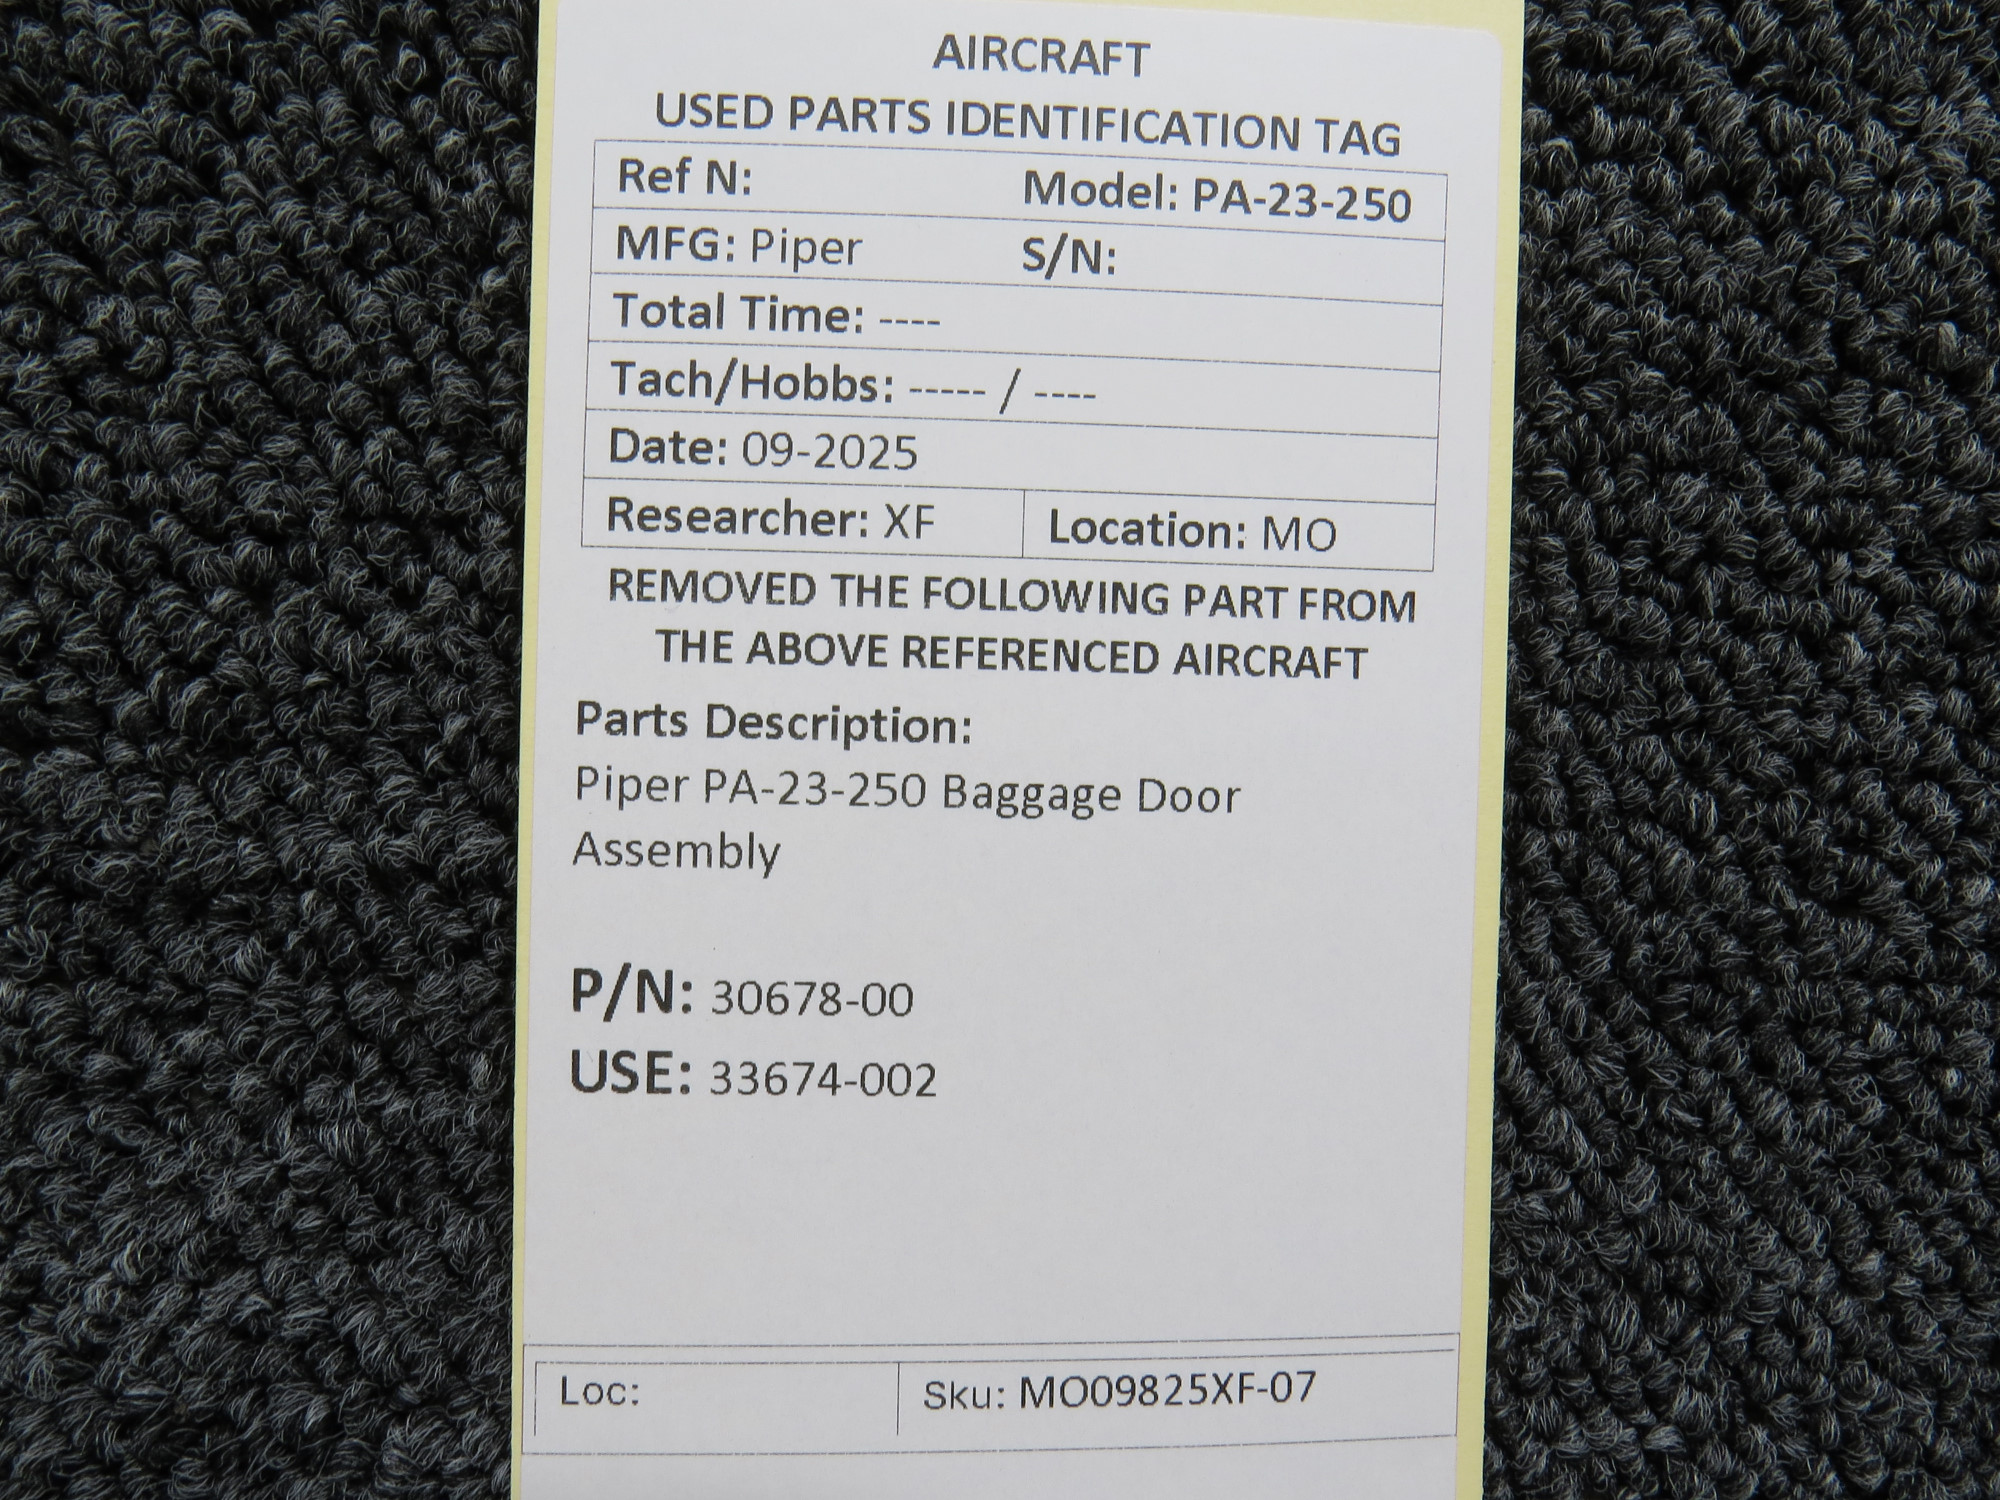 AIRCRAFT
USED PARTS IDENTIFICATION TAG
Ref N: Model: PA-23-250
MFG: Piper S/N:
Total Time: ----
Tach/Hobbs: ----- / ----
Date: 09-2025
Researcher: XF Location: MO
REMOVED THE FOLLOWING PART FROM
THE ABOVE REFERENCED AIRCRAFT
Parts Description:
Piper PA-23-250 Baggage Door
Assembly
P/N: 30678-00
USE: 33674-002
Loc: Sku: MO09825XF-07